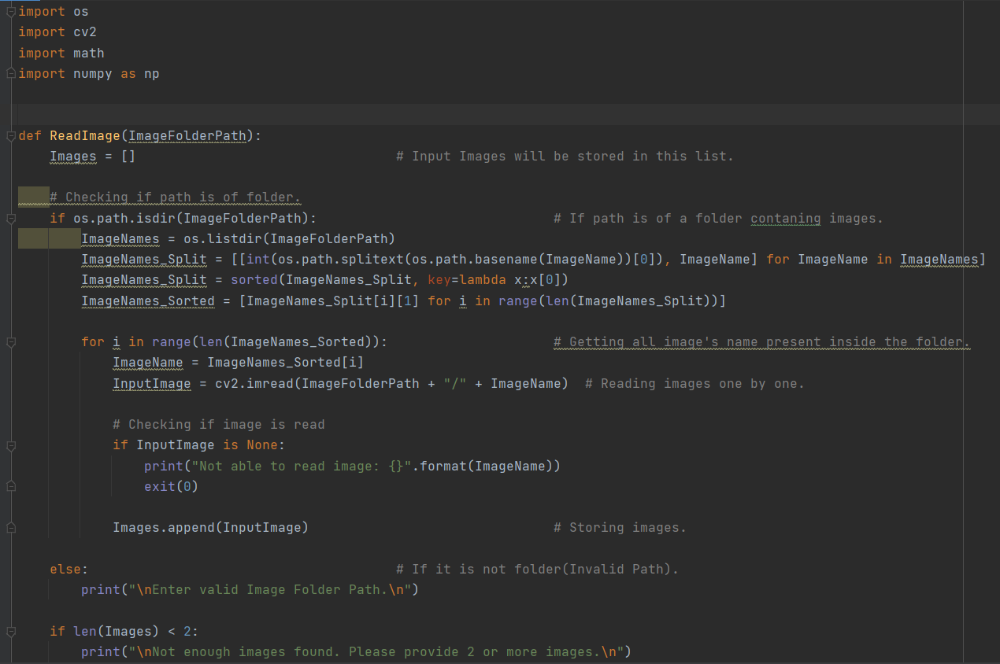 import os
import cv2
import math
import numpy as np
def ReadImage(ImageFolderPath):
    Images = []                                 # Input Images will be stored in this list.
    # Checking if path is of folder.
    if os.path.isdir(ImageFolderPath):                              # If path is of a folder contaning images.
        ImageNames = os.listdir(ImageFolderPath)
        ImageNames_Split = [[int(os.path.splitext(os.path.basename(ImageName))[0]), ImageName] for ImageName in ImageNames]
        ImageNames_Split = sorted(ImageNames_Split, key=lambda x:x[0])
        ImageNames_Sorted = [ImageNames_Split[i][1] for i in range(len(ImageNames_Split))]
        for i in range(len(ImageNames_Sorted)):                     # Getting all image's name present inside the folder.
            ImageName = ImageNames_Sorted[i]
            InputImage = cv2.imread(ImageFolderPath + "/" + ImageName)  # Reading images one by one.
            # Checking if image is read
            if InputImage is None:
                print("Not able to read image: {}".format(ImageName))
                exit(0)
            Images.append(InputImage)                               # Storing images.
    else:                                       # If it is not folder(Invalid Path).
        print("\nEnter valid Image Folder Path.\n")
    if len(Images) < 2:
        print("\nNot enough images found. Please provide 2 or more images.\n")